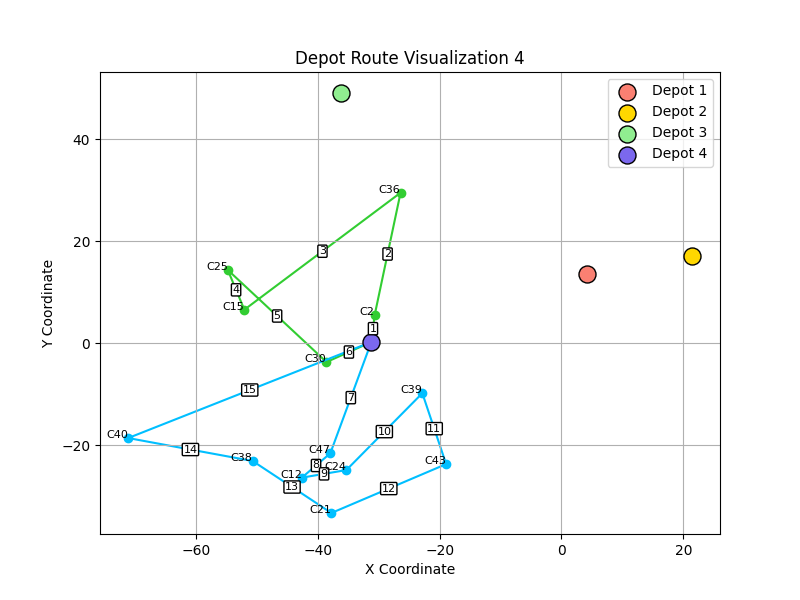 Depot Route Visualization 4
Depot 1
Depot 2
Depot 3
Depot 4
40
20
0
−20
Y Coordinate
C36
2
3
C25
4
C15
5
C2
1
6
C30
7
15
C39
10
11
C40
14
C38
C47
8
C24
9
C12
C43
13
12
C21
−60
−40
−20
0
20
X Coordinate